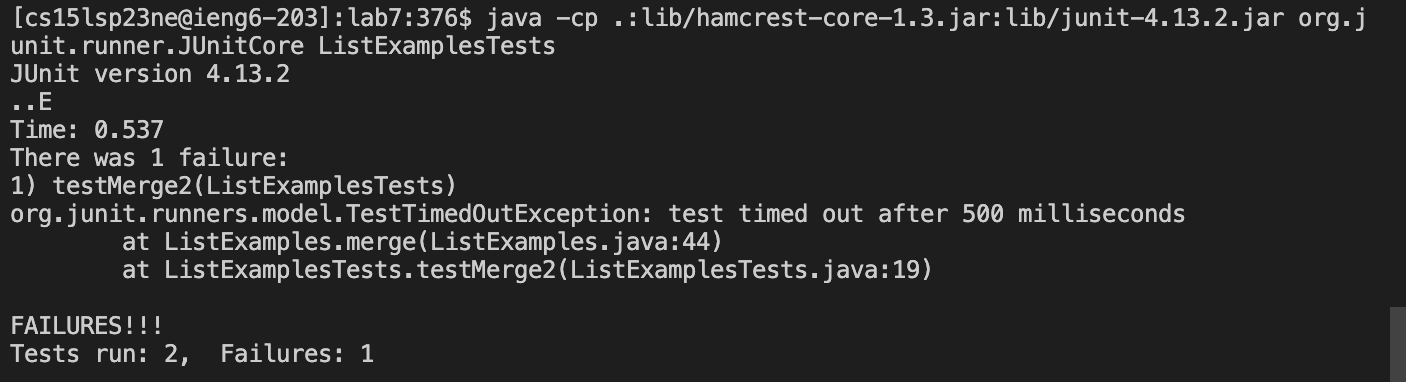 [cs15lsp23ne@ieng6-203]:lab7:376$ java -cp .:lib/hamcrest-core-1.3.jar:lib/junit-4.13.2.jar org.j
unit.runner.JUnitCore ListExamplesTests
JUnit version 4.13.2
..E
Time: 0.537
There was 1 failure:
1) testMerge2(ListExamplesTests)
org.junit.runners.model.TestTimedOutException: test timed out after 500 milliseconds
        at ListExamples.merge(ListExamples.java:44)
        at ListExamplesTests.testMerge2(ListExamplesTests.java:19)

FAILURES!!!
Tests run: 2,  Failures: 1